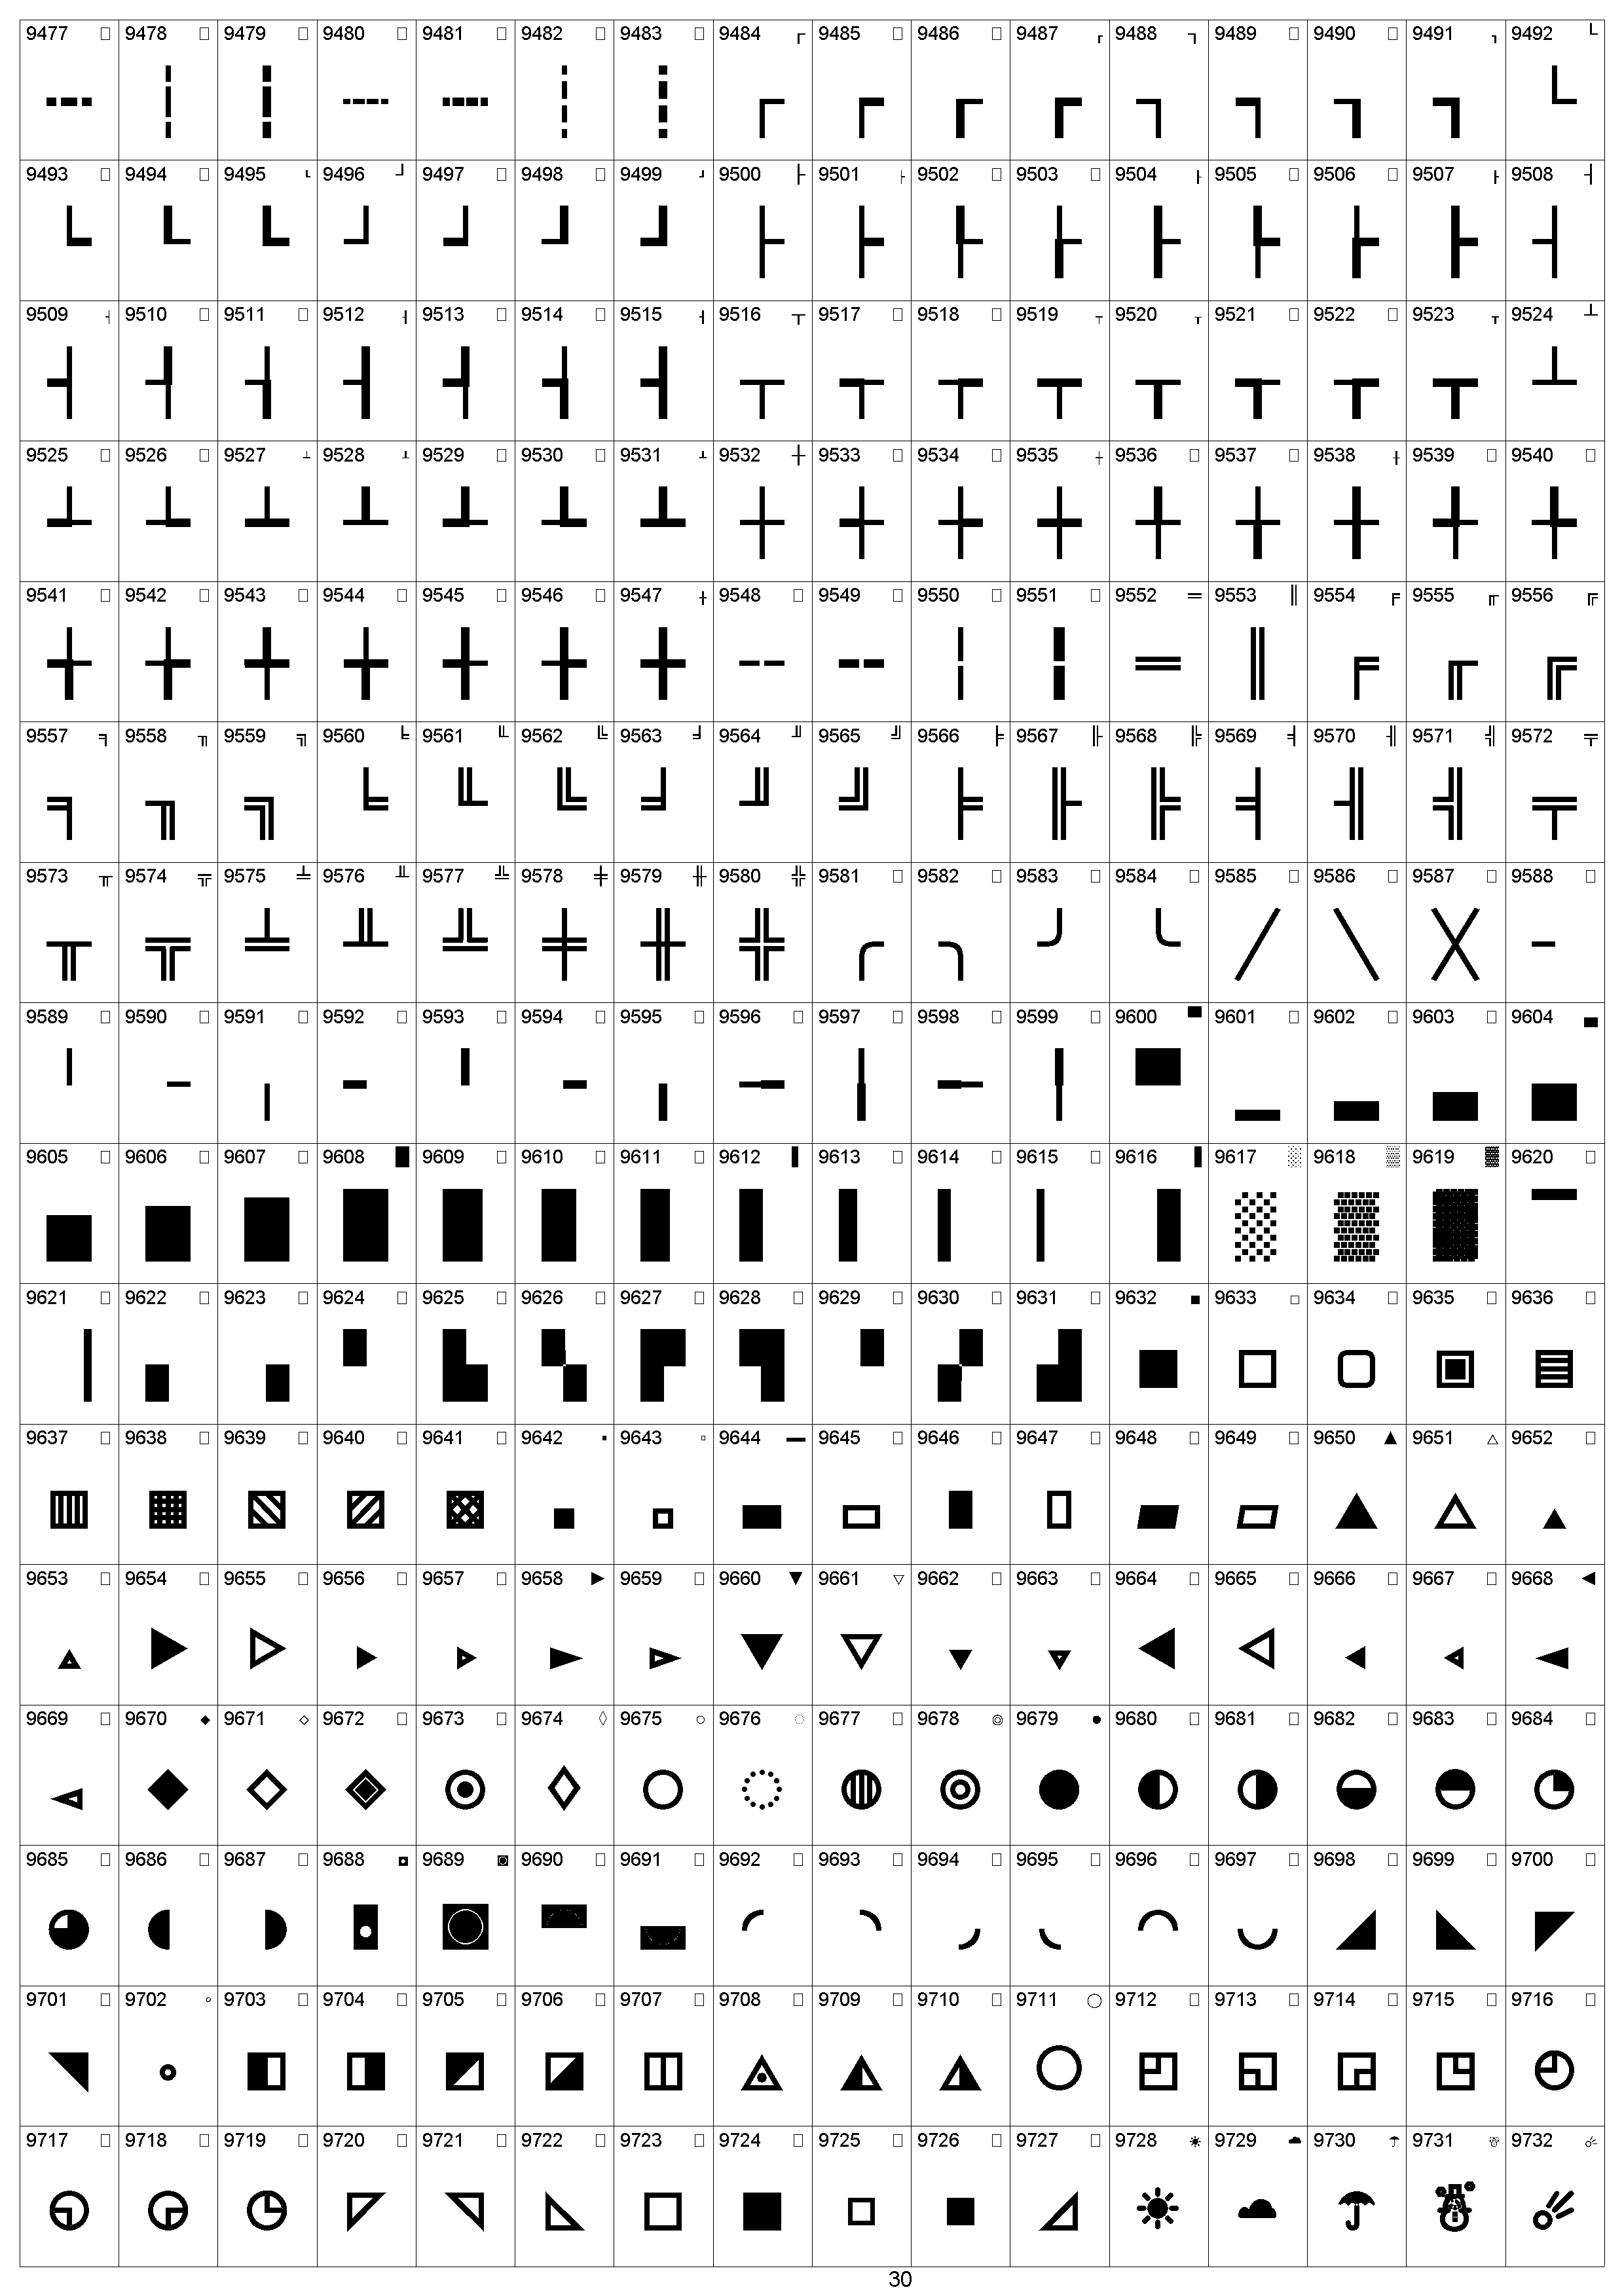 9477 9478 9479 9480 9481 9482 9483 9484 9485 9486 9487 9488 9489 9490 9491 9492
┅ ┆ ┇ ┈ ┉ ┊ ┋ ┌ ┍ ┎ ┏ ┐ ┑ ┒ ┓ └
9493 9494 9495 9496 9497 9498 9499 9500 9501 9502 9503 9504 9505 9506 9507 9508
┕ ┖ ┗ ┘ ┙ ┚ ┛ ├ ┝ ┞ ┟ ┠ ┡ ┢ ┣ ┤
9509 9510 9511 9512 9513 9514 9515 9516 9517 9518 9519 9520 9521 9522 9523 9524
┥ ┦ ┧ ┨ ┩ ┪ ┫ ┬ ┭ ┮ ┯ ┰ ┱ ┲ ┳ ┴
9525 9526 9527 9528 9529 9530 9531 9532 9533 9534 9535 9536 9537 9538 9539 9540
┵ ┶ ┷ ┸ ┹ ┺ ┻ ┼ ┽ ┾ ┿ ╀ ╁ ╂ ╃ ╄
9541 9542 9543 9544 9545 9546 9547 9548 9549 9550 9551 9552 9553 9554 9555 9556
╅ ╆ ╇ ╈ ╉ ╊ ╋ ╌ ╍ ╎ ╏ ═ ║ ╒ ╓ ╔
9557 9558 9559 9560 9561 9562 9563 9564 9565 9566 9567 9568 9569 9570 9571 9572
╕ ╖ ╗ ╘ ╙ ╚ ╛ ╜ ╝ ╞ ╟ ╠ ╡ ╢ ╣ ╤
9573 9574 9575 9576 9577 9578 9579 9580 9581 9582 9583 9584 9585 9586 9587 9588
╥ ╦ ╧ ╨ ╩ ╪ ╫ ╬ ╭ ╮ ╯ ╰ ╱ ╲ ╳ ╴
9589 9590 9591 9592 9593 9594 9595 9596 9597 9598 9599 9600 9601 9602 9603 9604
╵ ╶ ╷ ╸ ╹ ╺ ╻ ╼ ╽ ╾ ╿ ▀ ▁ ▂ ▃ ▄
9605 9606 9607 9608 9609 9610 9611 9612 9613 9614 9615 9616 9617 9618 9619 9620
▅ ▆ ▇ █ ▉ ▊ ▋ ▌ ▍ ▎ ▏ ▐ ░ ▒ ▓ ▔
9621 9622 9623 9624 9625 9626 9627 9628 9629 9630 9631 9632 9633 9634 9635 9636
▕ ▖ ▗ ▘ ▙ ▚ ▛ ▜ ▝ ▞ ▟ ■ □ ▢ ▣ ▤
9637 9638 9639 9640 9641 9642 9643 9644 9645 9646 9647 9648 9649 9650 9651 9652
▥ ▦ ▧ ▨ ▩ ▪ ▫ ▬ ▭ ▮ ▯ ▰ ▱ ▲ △ ▴
9653 9654 9655 9656 9657 9658 9659 9660 9661 9662 9663 9664 9665 9666 9667 9668
▵ ▶ ▷ ▸ ▹ ► ▻ ▼ ▽ ▾ ▿ ◀ ◁ ◂ ◃ ◄
9669 9670 9671 9672 9673 9674 9675 9676 9677 9678 9679 9680 9681 9682 9683 9684
◅ ◆ ◇ ◈ ◉ ◊ ○ ◌ ◍ ◎ ● ◐ ◑ ◒ ◓ ◔
9685 9686 9687 9688 9689 9690 9691 9692 9693 9694 9695 9696 9697 9698 9699 9700
◕ ◖ ◗ ◘ ◙ ◚ ◛ ◜ ◝ ◞ ◟ ◠ ◡ ◢ ◣ ◤
9701 9702 9703 9704 9705 9706 9707 9708 9709 9710 9711 9712 9713 9714 9715 9716
◥ ◦ ◧ ◨ ◩ ◪ ◫ ◬ ◭ ◮ ◯ ◰ ◱ ◲ ◳ ◴
9717 9718 9719 9720 9721 9722 9723 9724 9725 9726 9727 9728 9729 9730 9731 9732
◵ ◶ ◷ ◸ ◹ ◺ ◻ ◼ ◽ ◾ ◿ ☀ ☁ ☂ ☃ ☄
30